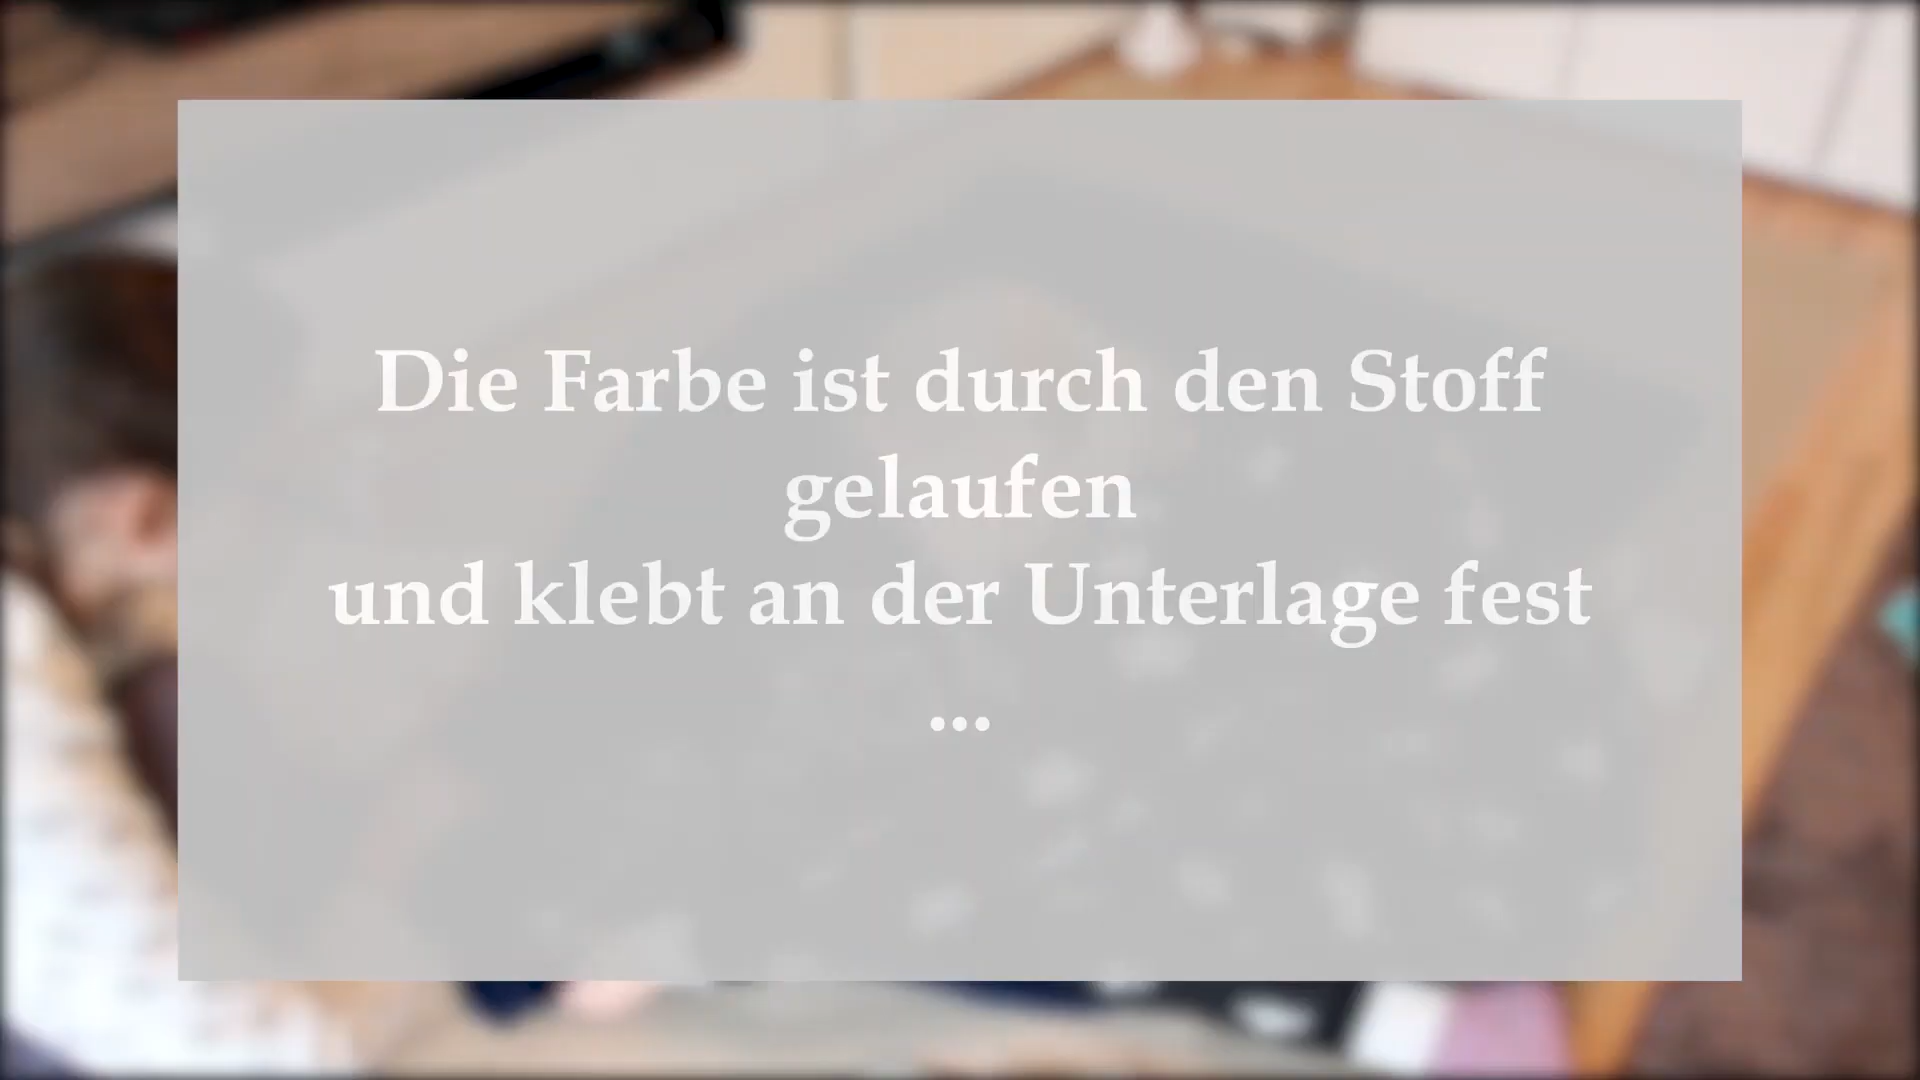 Die Farbe ist durch den Stoff
gelaufen
und klebt an der Unterlage fest
...